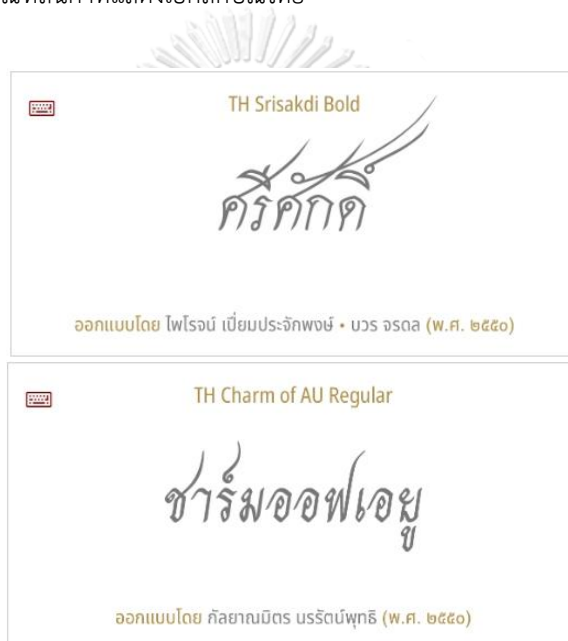 TH Srisakdi Bold
ศรีศักดิ์
ออกแบบโดย ไพโรจน์ เปี่ยมประจักพงษ์ • บวร จรดล (พ.ศ. ๒๕๕๐)
TH Charm of AU Regular
ชาร์มออฟเอยู
ออกแบบโดย กัลยาณมิตร นรรัตน์พุทธิ (พ.ศ. ๒๕๕๐)